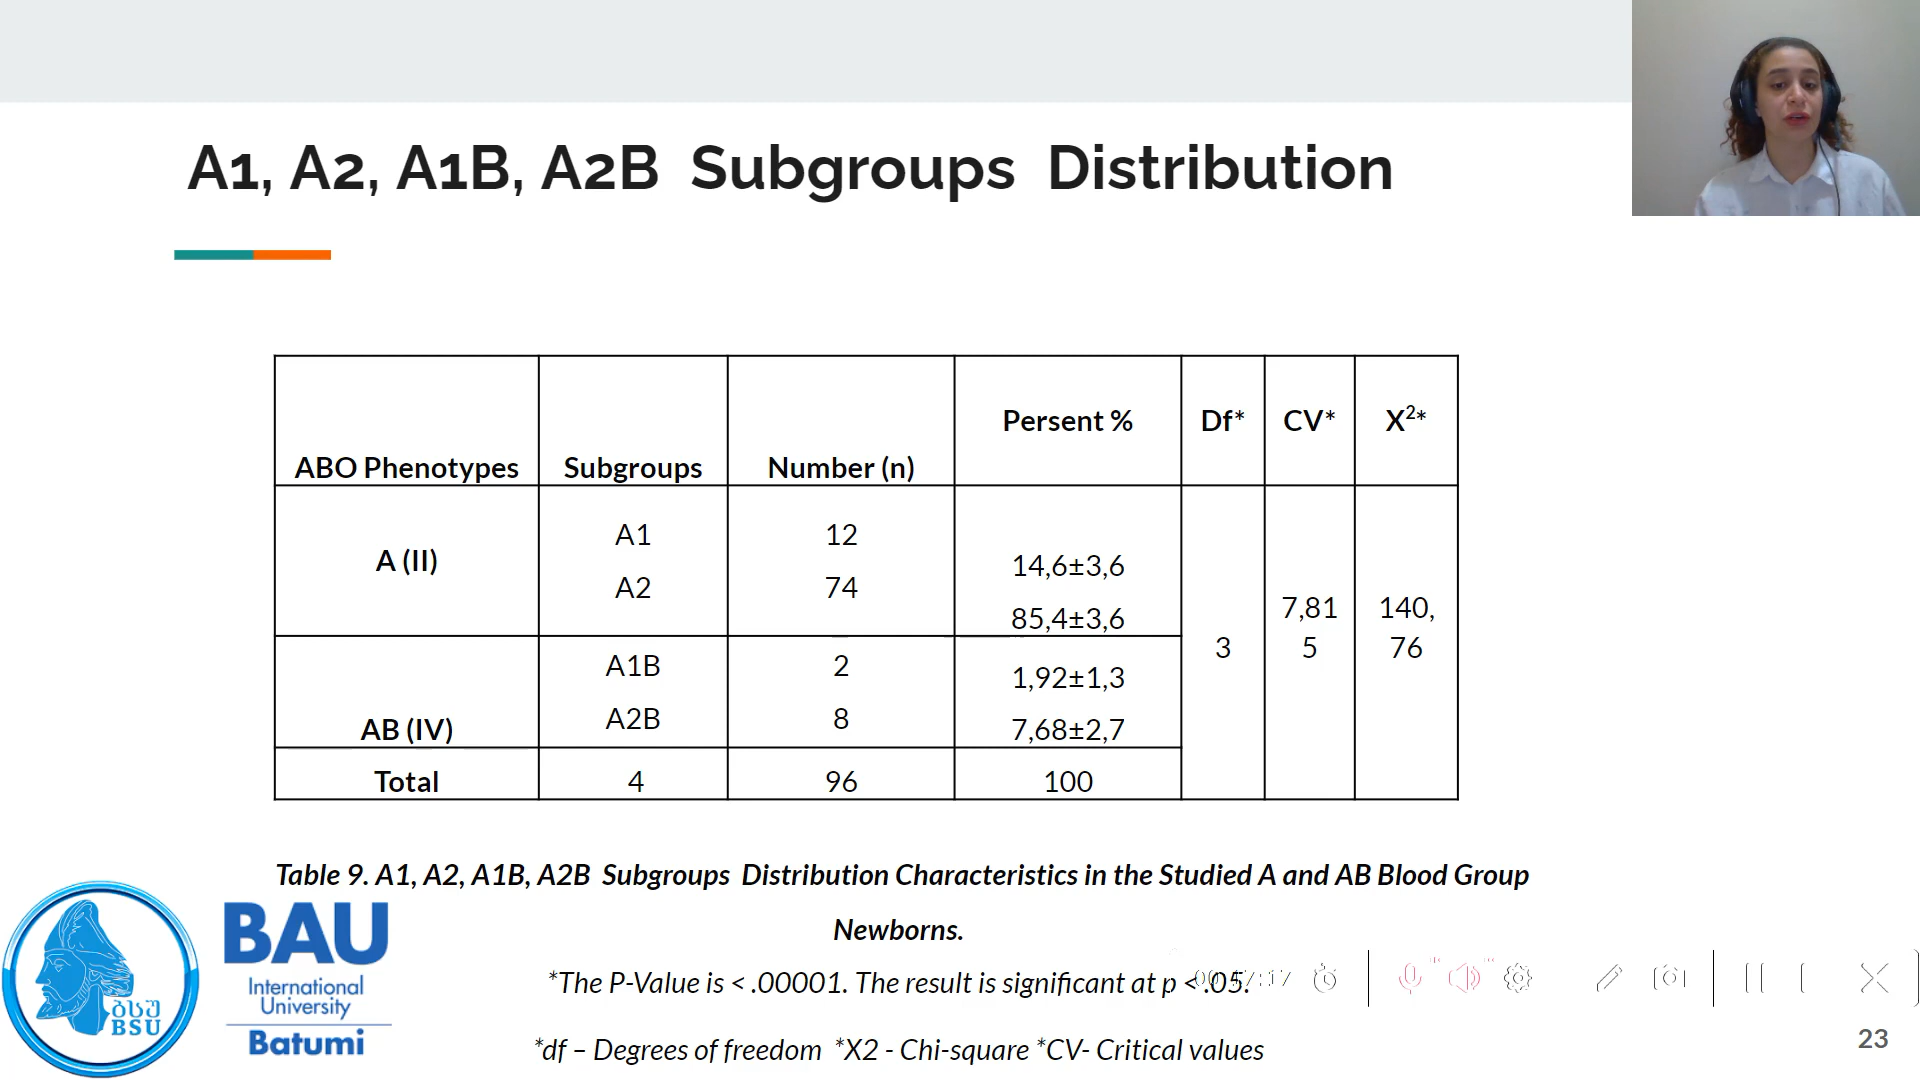 A1, A2, A1B, A2B Subgroups Distribution
ABO Phenotypes Subgroups Number (n) Persent % Df* CV* X²*
A (II) A1 12 14,6±3,6
A2 74 85,4±3,6
3 7,81
5 140,
76
AB (IV) A1B 2 1,92±1,3
A2B 8 7,68±2,7
Total 4 96 100
Table 9. A1, A2, A1B, A2B Subgroups Distribution Characteristics in the Studied A and AB Blood Group
Newborns.
*The P-Value is < .00001. The result is significant at p < .05.
*df – Degrees of freedom *X2 - Chi-square *CV- Critical values
ბსუ
BSU
BAU
International
University
Batumi
23